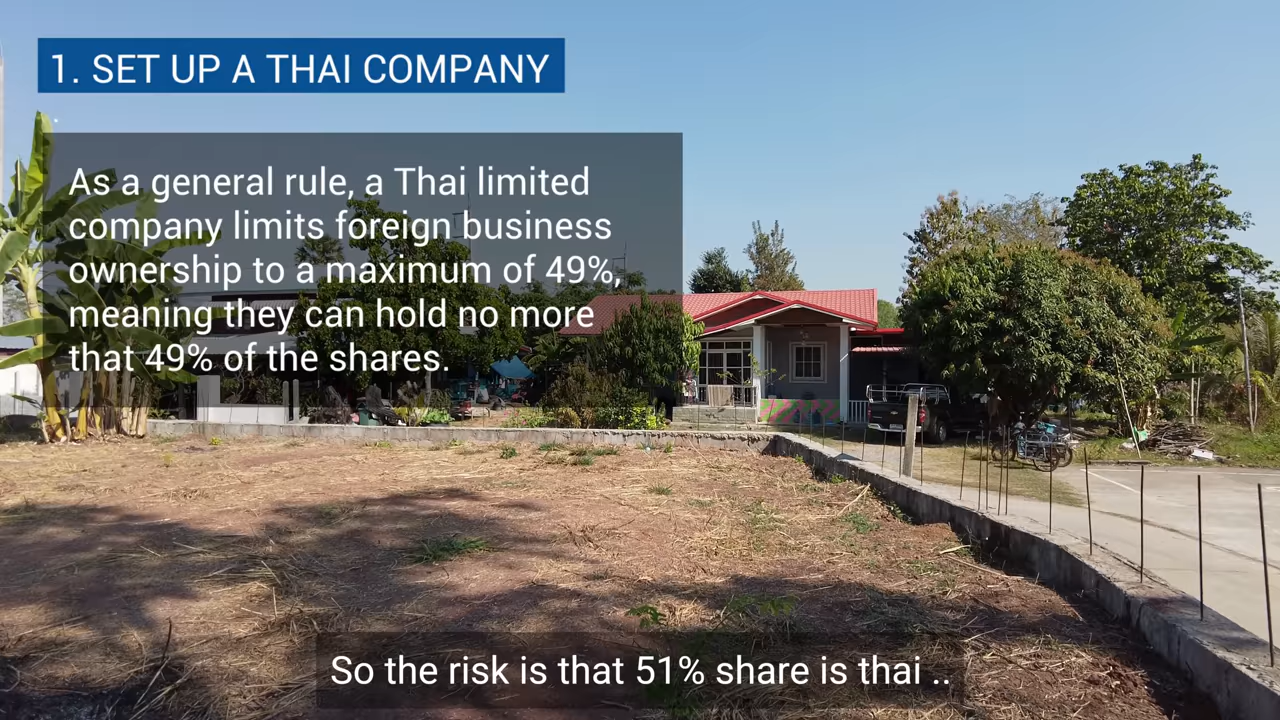 1. SET UP A THAI COMPANY
As a general rule, a Thai limited
company limits foreign business
ownership to a maximum of 49%,
meaning they can hold no more
that 49% of the shares.
So the risk is that 51% share is thai ..